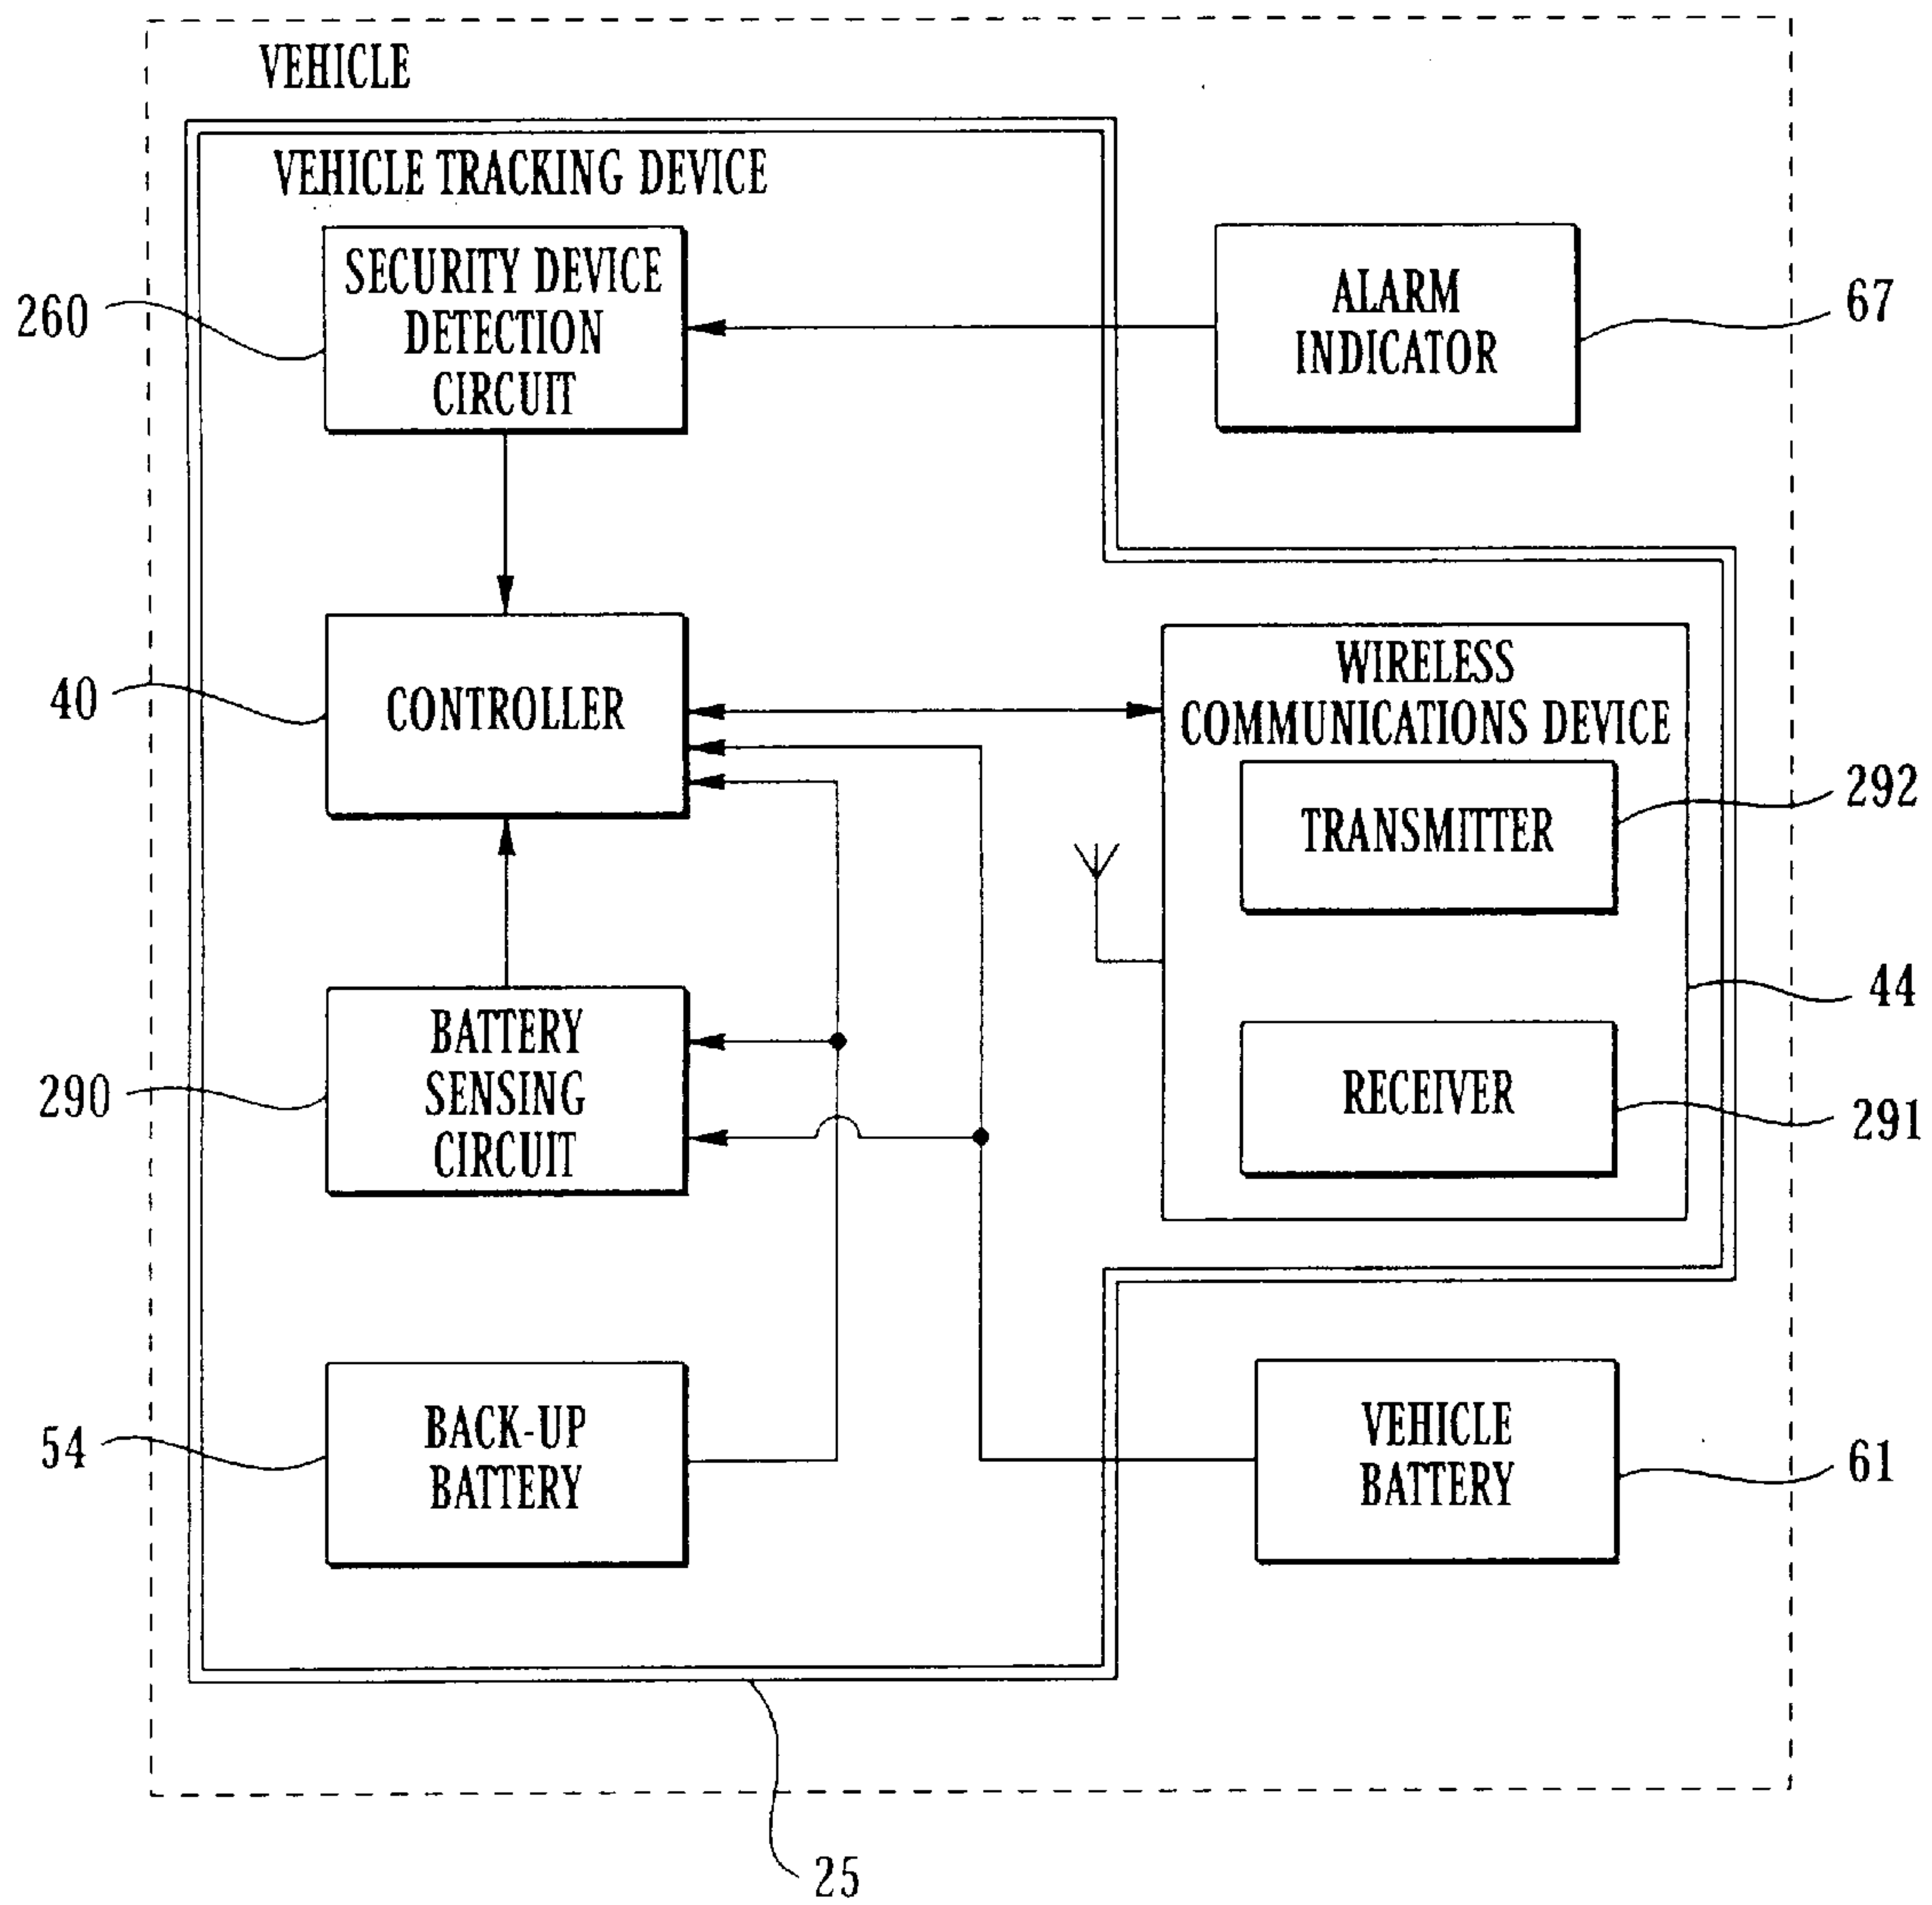 VEHICLE
VEHICLE TRACKING DEVICE
SECURITY DEVICE
DETECTION
CIRCUIT
260
ALARM
INDICATOR
67
CONTROLLER
40
WIRELESS
COMMUNICATIONS DEVICE
TRANSMITTER
292
44
BATTERY
SENSING
CIRCUIT
290
RECEIVER
291
BACK-UP
BATTERY
54
VEHICLE
BATTERY
61
25